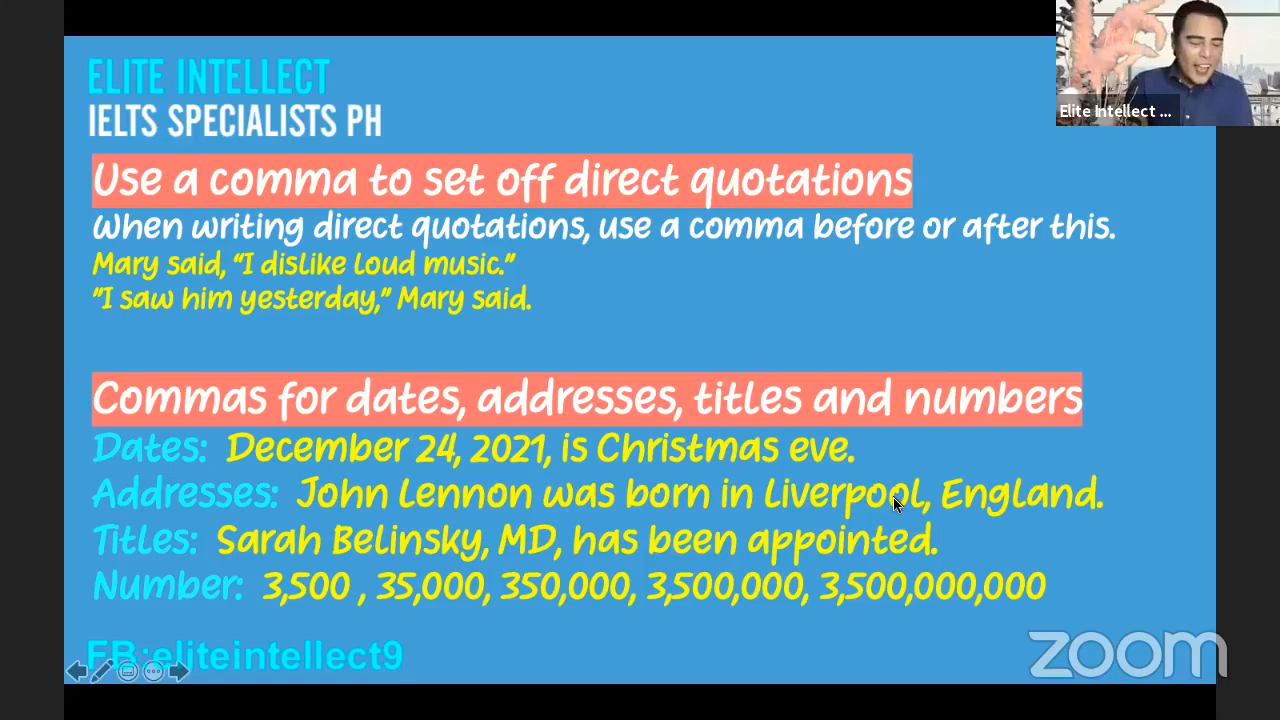 ELITE INTELLECT
IELTS SPECIALISTS PH
Elite Intellect ...
Use a comma to set off direct quotations
When writing direct quotations, use a comma before or after this.
Mary said, “I dislike loud music.”
“I saw him yesterday,” Mary said.
Commas for dates, addresses, titles and numbers
Dates: December 24, 2021, is Christmas eve.
Addresses: John Lennon was born in Liverpool, England.
Titles: Sarah Belinsky, MD, has been appointed.
Number: 3,500 , 35,000, 350,000, 3,500,000, 3,500,000,000
FB:eliteintellect9
zoom